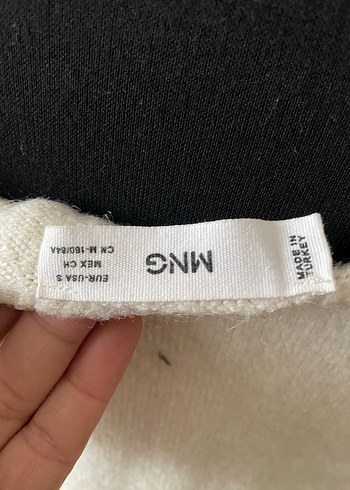 MNG
EUR-USA S
MEX CH
CN M-160/84A
MADE IN
TURKEY